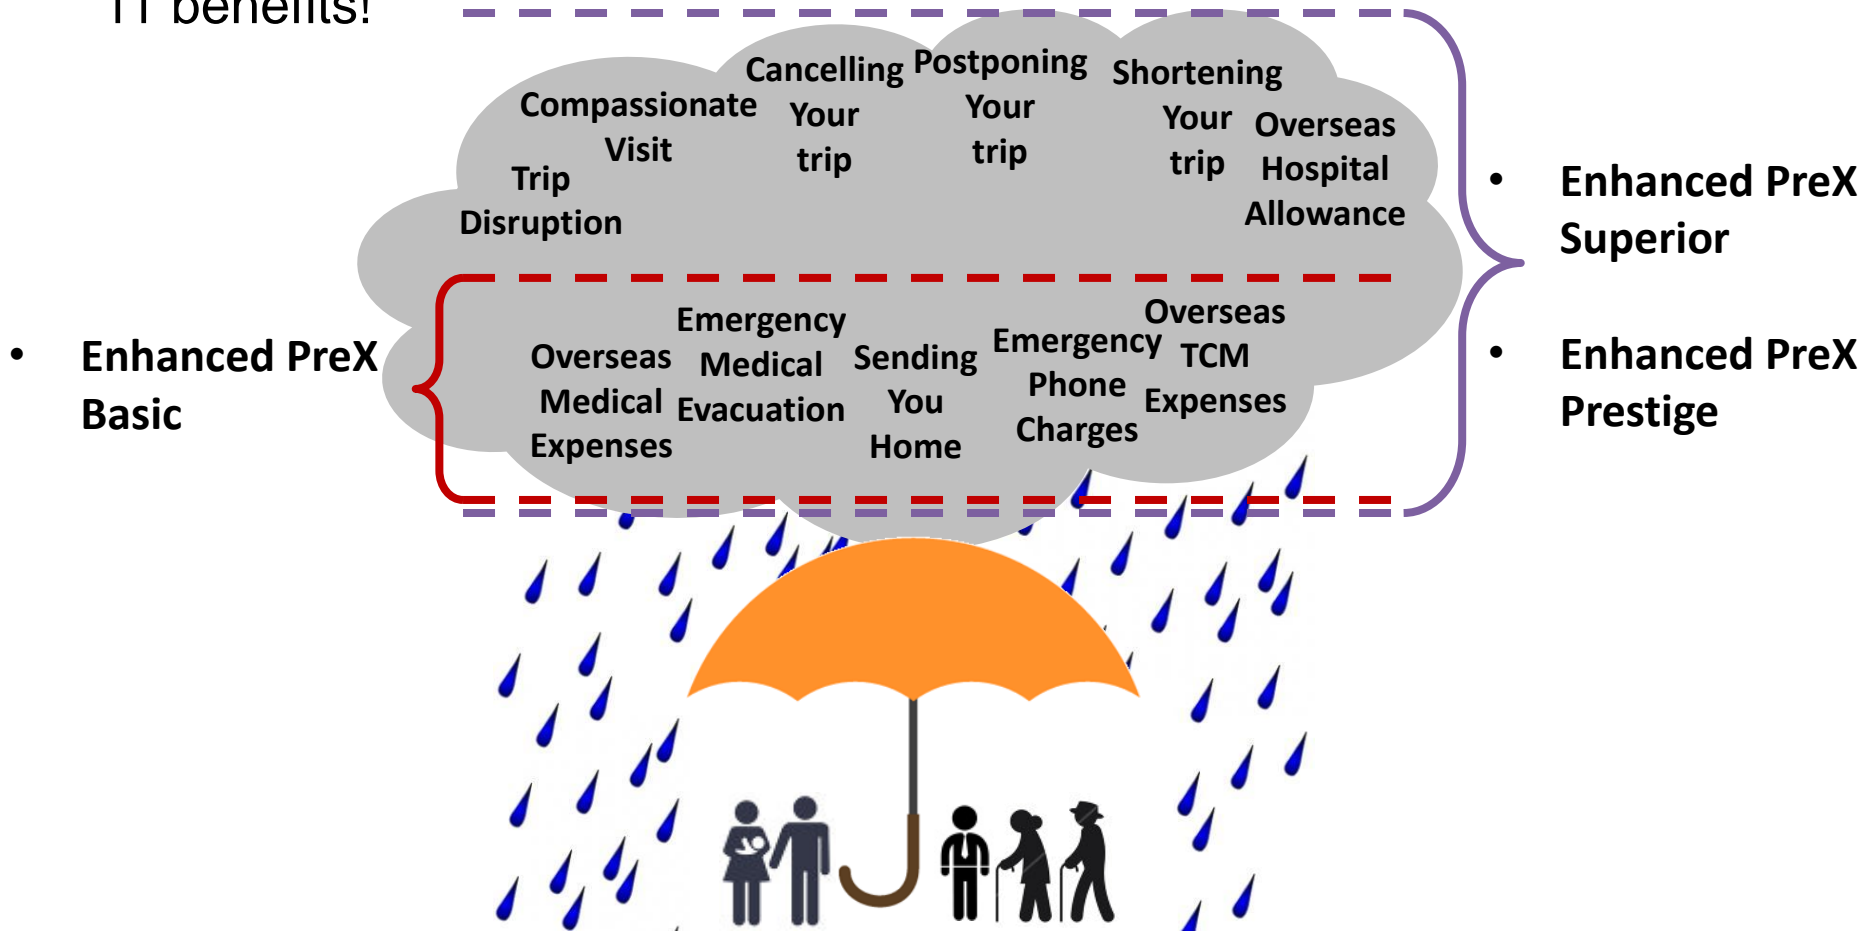 11 benefits!
Compassionate
Visit
Cancelling
Your
trip
Postponing
Your
trip
Shortening
Your
trip
Overseas
Hospital
Allowance
Trip
Disruption
• Enhanced PreX
Superior
• Enhanced PreX
Basic
Overseas
Medical
Expenses
Emergency
Medical
Evacuation
Sending
You
Home
Emergency
Phone
Charges
Overseas
TCM
Expenses
• Enhanced PreX
Prestige